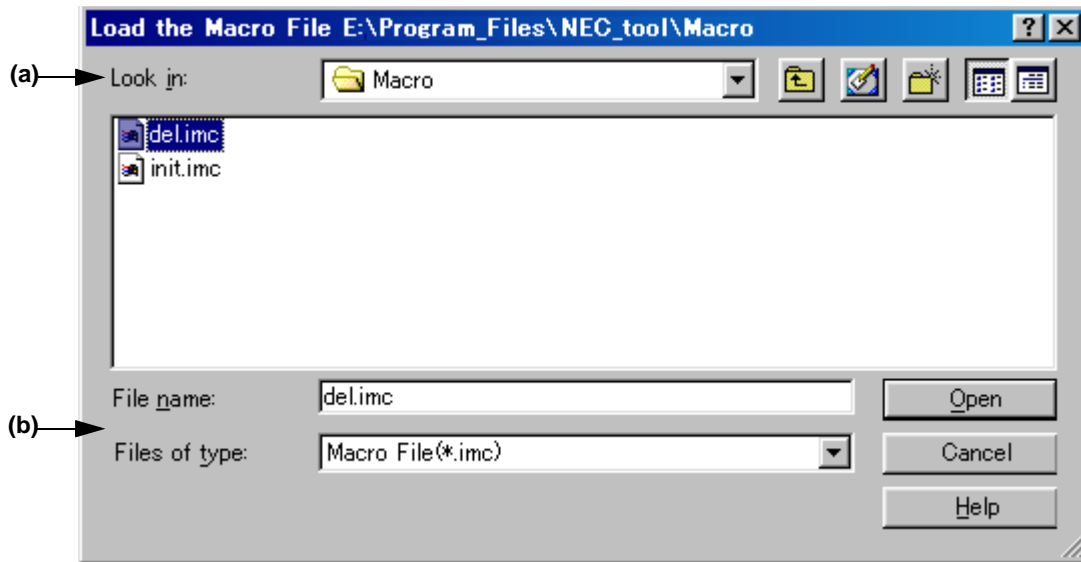 Load the Macro File E:\Program_Files\NEC_tool\Macro
(a) Look in: Macro
del.imc
init.imc
File name: del.imc Open
(b)
Files of type: Macro File(*.imc) Cancel
Help